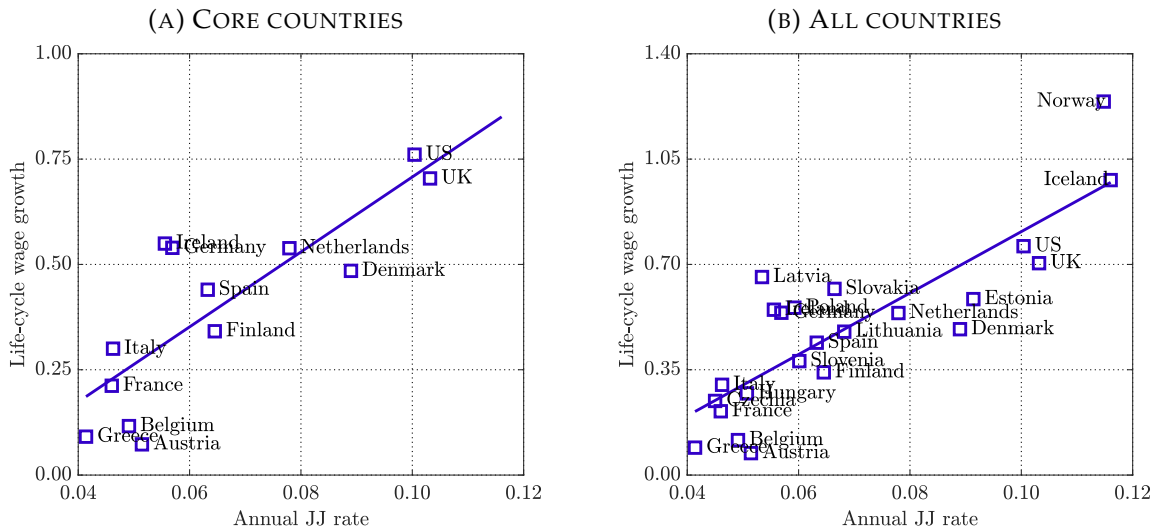 (A) CORE COUNTRIES
1.00
0.75
0.50
0.25
0.00
Life-cycle wage growth
US
UK
Ireland
Germany
Netherlands
Denmark
Spain
Finland
Italy
France
Belgium
Greece
Austria
0.04 0.06 0.08 0.10 0.12
Annual JJ rate
(B) ALL COUNTRIES
1.40
1.05
0.70
0.35
0.00
Life-cycle wage growth
Norway
Iceland
US
UK
Latvia
Slovakia
Estonia
Ireland
Poland
Germany
Netherlands
Lithuania
Denmark
Spain
Slovenia
Finland
Italy
Hungary
Czechia
France
Belgium
Greece
Austria
0.04 0.06 0.08 0.10 0.12
Annual JJ rate